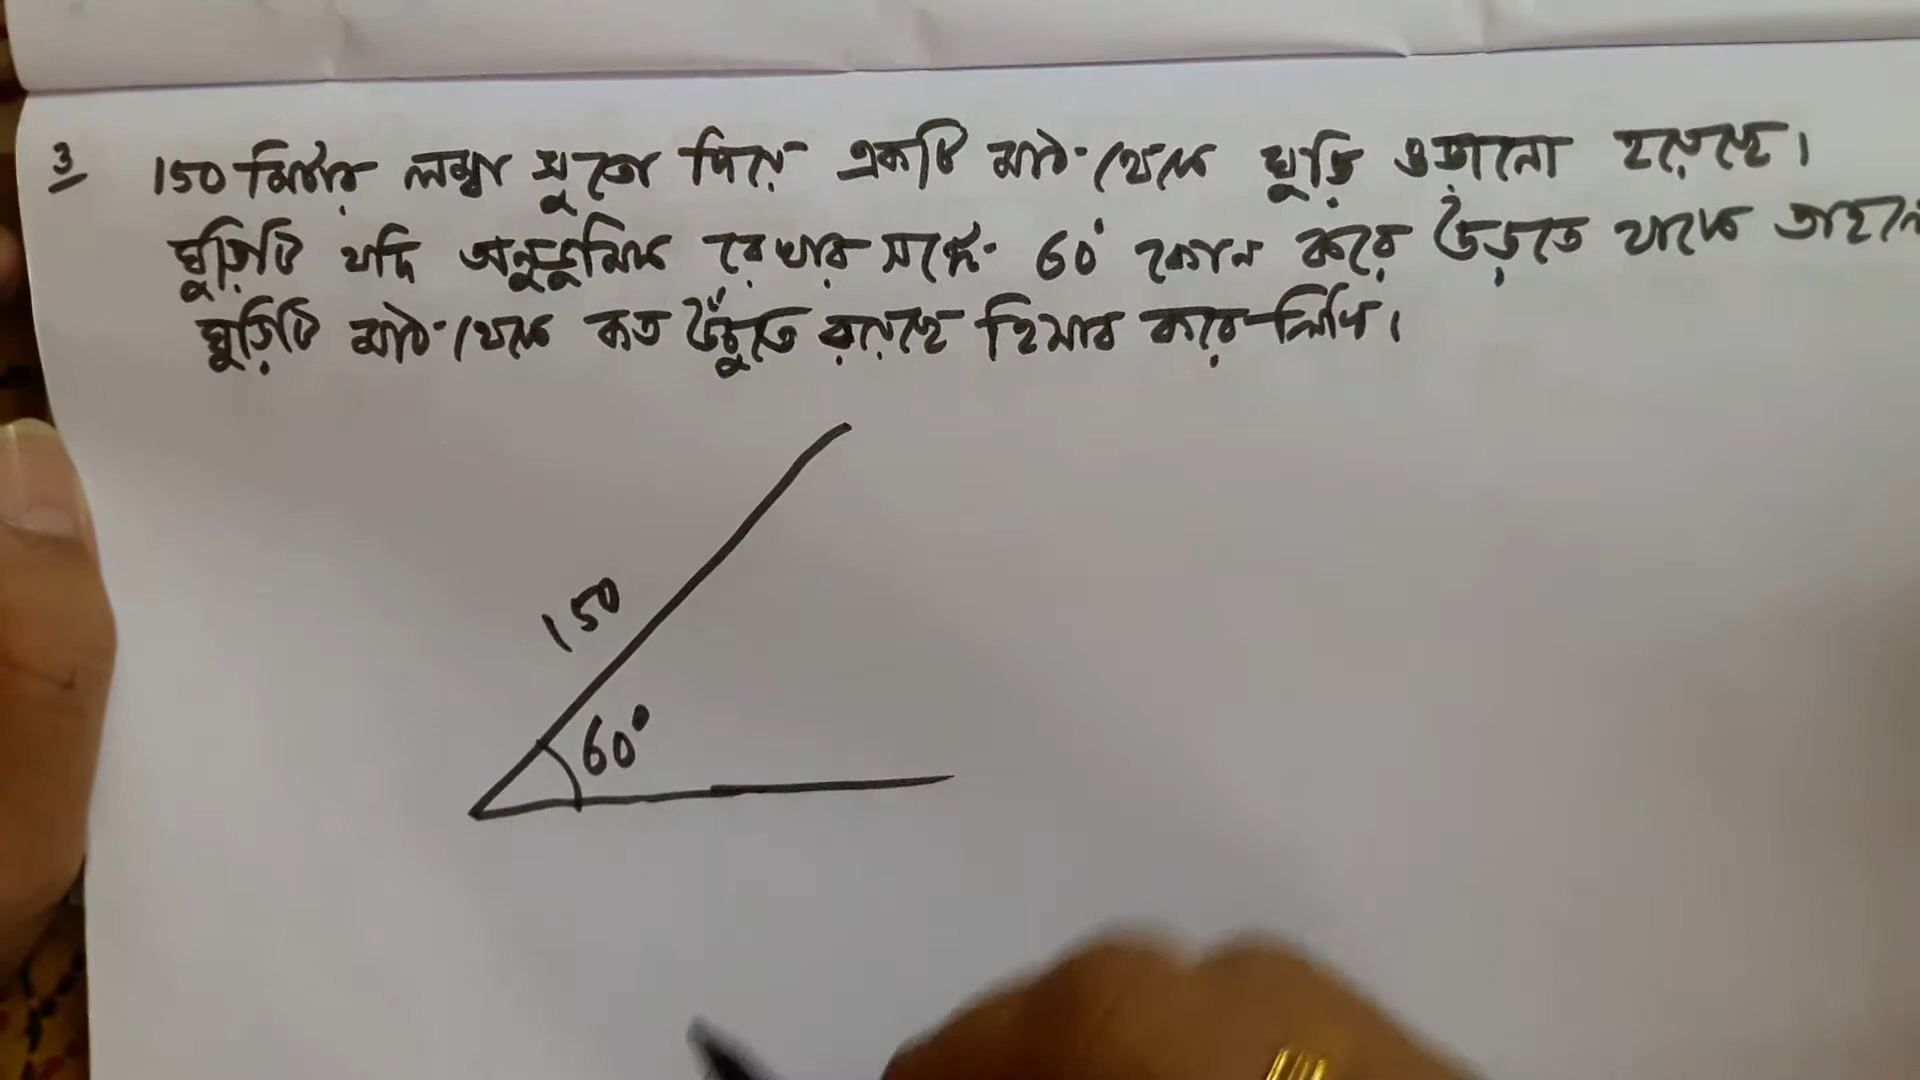 3 150 মিটার লম্বা সুতো দিয়ে একটি মাঠ থেকে ঘুড়ি ওড়ানো হয়েছে।
ঘুড়িটি যদি অনুভূমিক রেখার সঙ্গে 60° কোন করে উড়তে থাকে তাহলে
ঘুড়িটি মাঠ থেকে কত উঁচুতে রয়েছে হিসাব করে লিখি।
150
60°